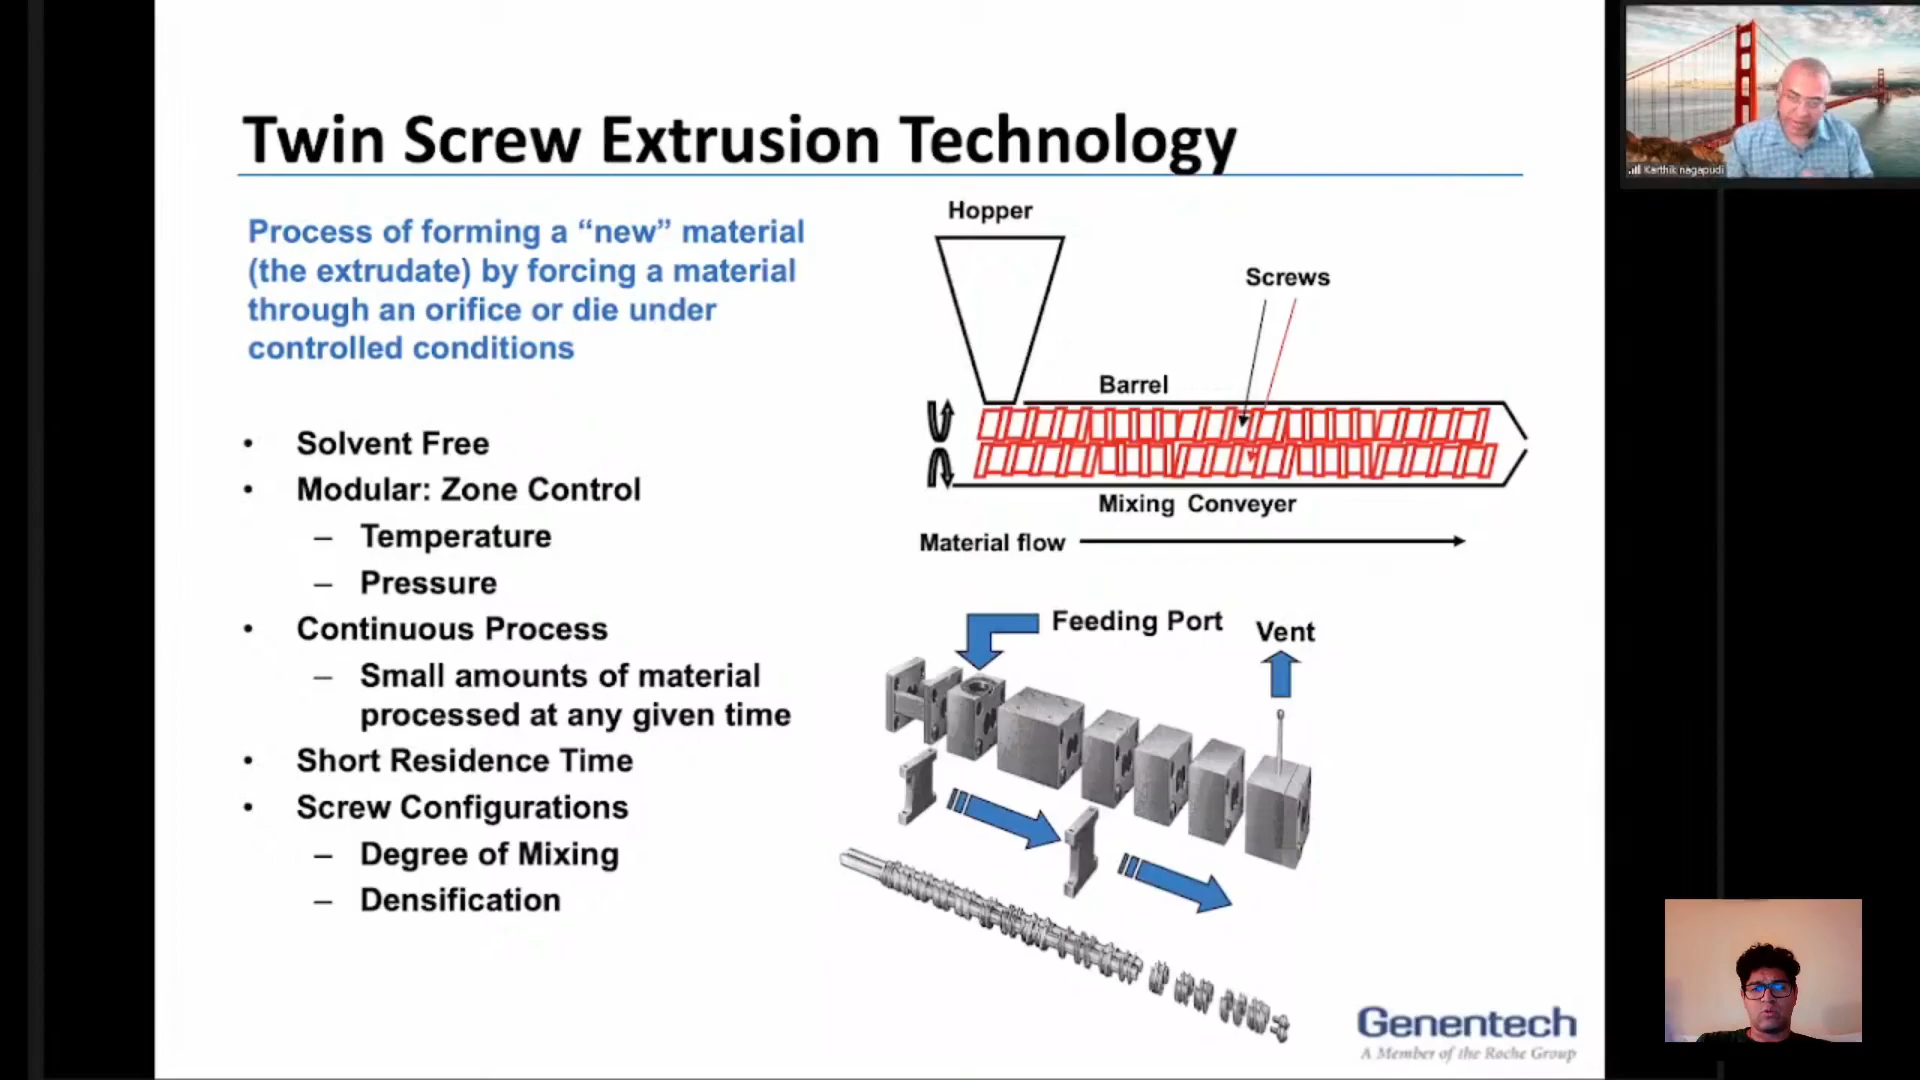 Twin Screw Extrusion Technology
Process of forming a “new” material
(the extrudate) by forcing a material
through an orifice or die under
controlled conditions
• Solvent Free
• Modular: Zone Control
– Temperature
– Pressure
• Continuous Process
– Small amounts of material
processed at any given time
• Short Residence Time
• Screw Configurations
– Degree of Mixing
– Densification
Hopper
Screws
Barrel
Mixing Conveyer
Material flow
Feeding Port
Vent
Genentech
A Member of the Roche Group
Karthik nagapudi